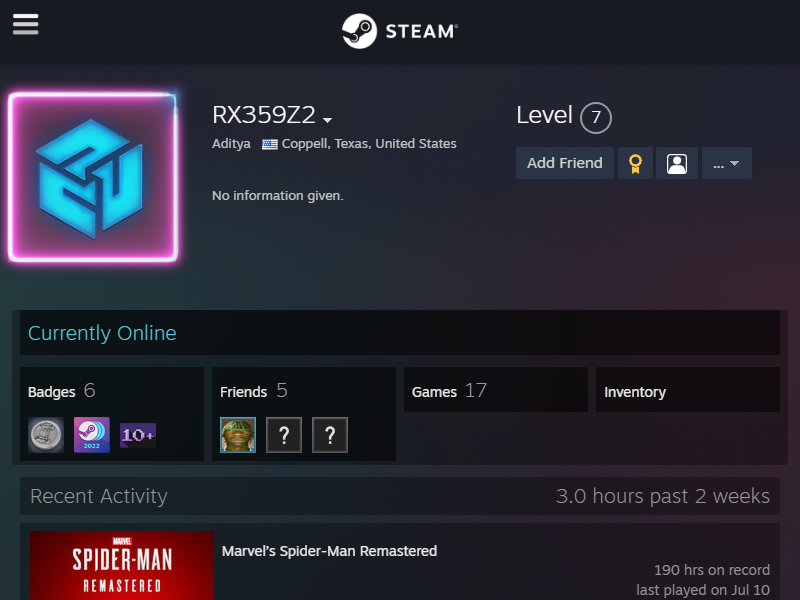 STEAM
RX359Z2
Level 7
Aditya Coppell, Texas, United States
Add Friend ...
No information given.
Currently Online
Badges 6
Friends 5
Games 17
Inventory
2022
10+
?
?
Recent Activity
3.0 hours past 2 weeks
MARVEL
SPIDER-MAN
REMASTERED
Marvel's Spider-Man Remastered
190 hrs on record
last played on Jul 10